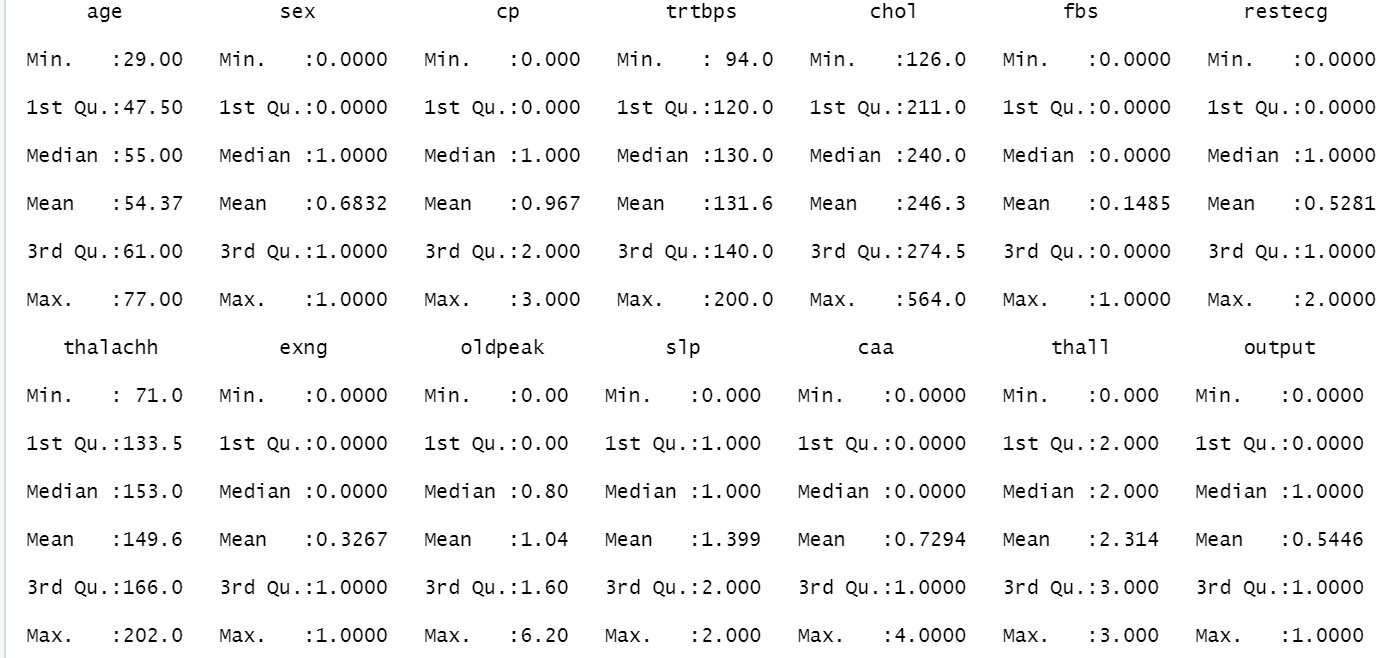 age sex cp trtbps chol fbs restecg
Min. :29.00 Min. :0.0000 Min. :0.000 Min. : 94.0 Min. :126.0 Min. :0.0000 Min. :0.0000
1st Qu.:47.50 1st Qu.:0.0000 1st Qu.:0.000 1st Qu.:120.0 1st Qu.:211.0 1st Qu.:0.0000 1st Qu.:0.0000
Median :55.00 Median :1.0000 Median :1.000 Median :130.0 Median :240.0 Median :0.0000 Median :1.0000
Mean :54.37 Mean :0.6832 Mean :0.967 Mean :131.6 Mean :246.3 Mean :0.1485 Mean :0.5281
3rd Qu.:61.00 3rd Qu.:1.0000 3rd Qu.:2.000 3rd Qu.:140.0 3rd Qu.:274.5 3rd Qu.:0.0000 3rd Qu.:1.0000
Max. :77.00 Max. :1.0000 Max. :3.000 Max. :200.0 Max. :564.0 Max. :1.0000 Max. :2.0000
thalachh exng oldpeak slp caa thall output
Min. : 71.0 Min. :0.0000 Min. :0.00 Min. :0.000 Min. :0.0000 Min. :0.000 Min. :0.0000
1st Qu.:133.5 1st Qu.:0.0000 1st Qu.:0.00 1st Qu.:1.000 1st Qu.:0.0000 1st Qu.:2.000 1st Qu.:0.0000
Median :153.0 Median :0.0000 Median :0.80 Median :1.000 Median :0.0000 Median :2.000 Median :1.0000
Mean :149.6 Mean :0.3267 Mean :1.04 Mean :1.399 Mean :0.7294 Mean :2.314 Mean :0.5446
3rd Qu.:166.0 3rd Qu.:1.0000 3rd Qu.:1.60 3rd Qu.:2.000 3rd Qu.:1.0000 3rd Qu.:3.000 3rd Qu.:1.0000
Max. :202.0 Max. :1.0000 Max. :6.20 Max. :2.000 Max. :4.0000 Max. :3.000 Max. :1.0000